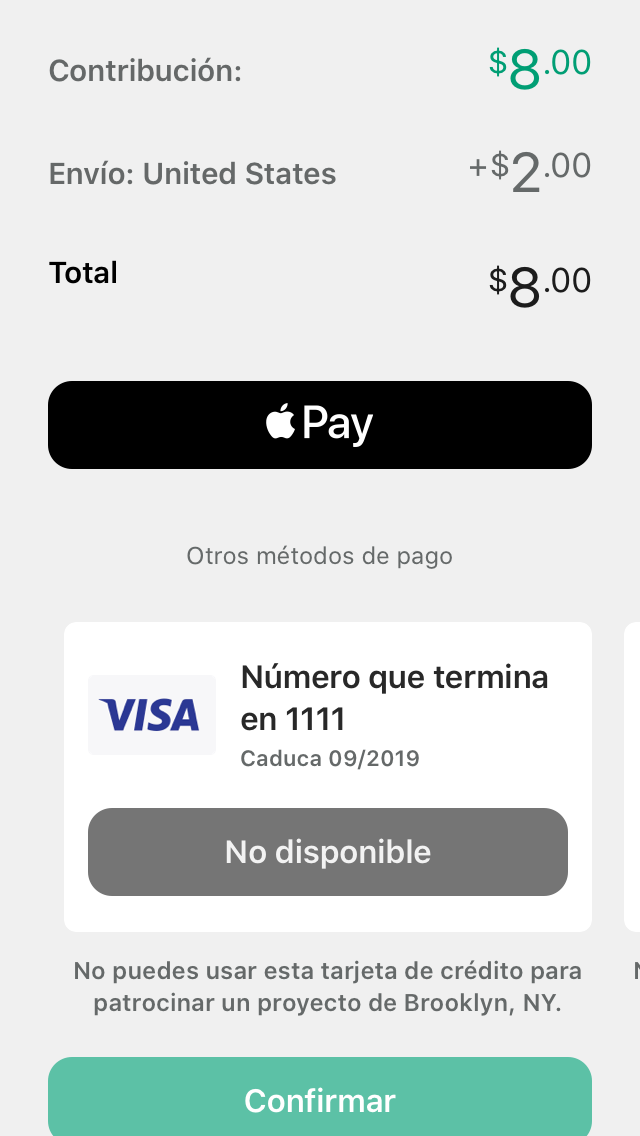 Contribución: $8.00
Envío: United States +$2.00
Total $8.00
Pay
Otros métodos de pago
VISA
Número que termina
en 1111
Caduca 09/2019
No disponible
No puedes usar esta tarjeta de crédito para
patrocinar un proyecto de Brooklyn, NY.
Confirmar